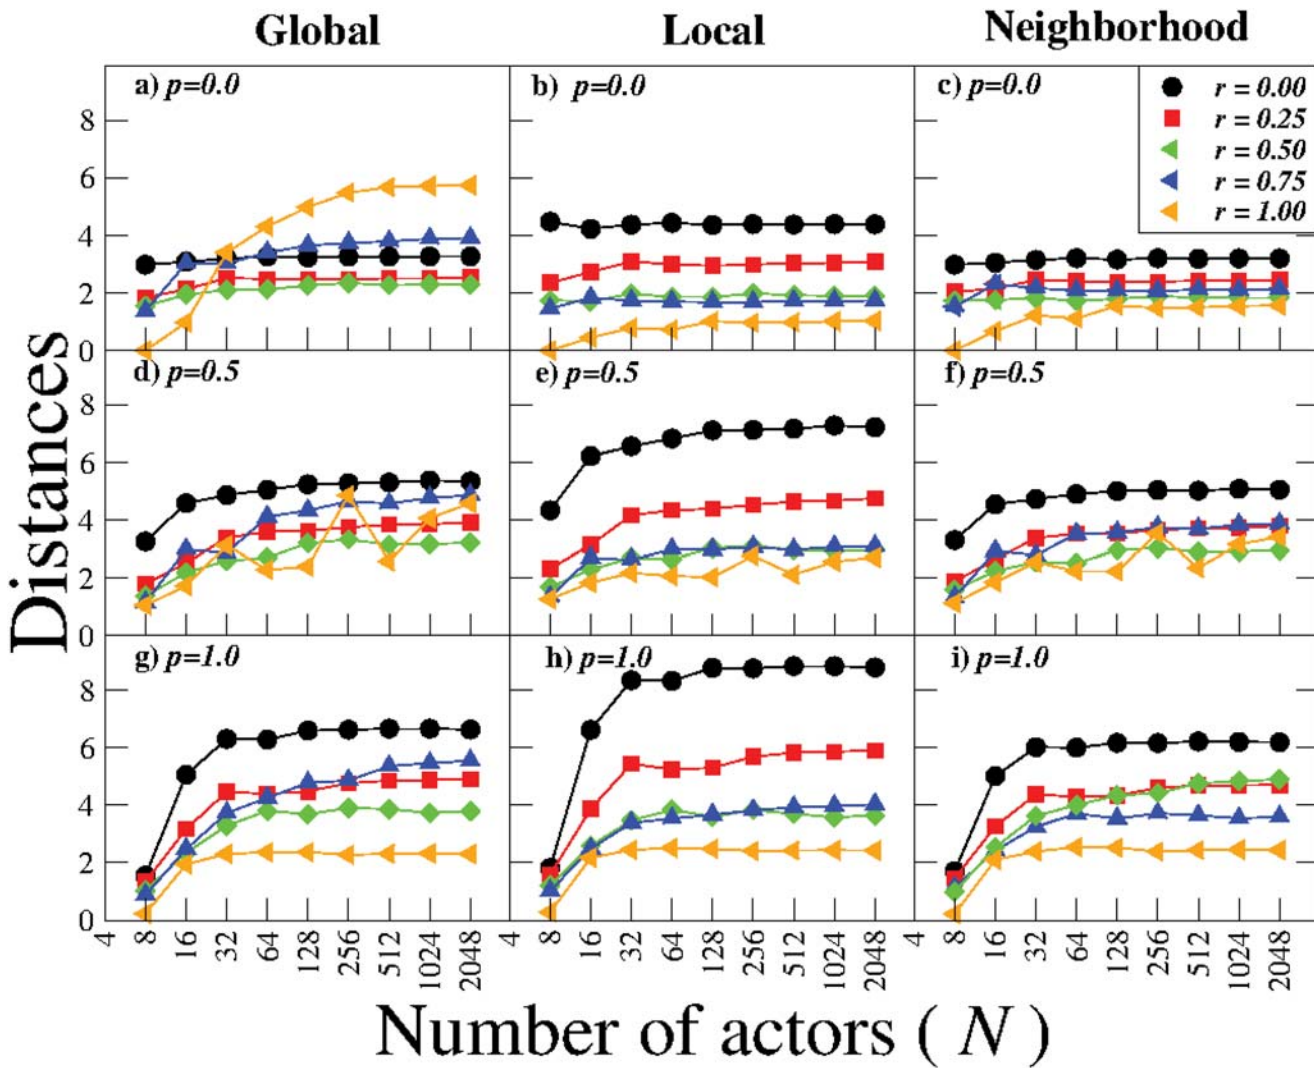 Global Local Neighborhood
a) p=0.0 b) p=0.0 c) p=0.0
r = 0.00
r = 0.25
r = 0.50
r = 0.75
r = 1.00
8
6
4
2
0
d) p=0.5 e) p=0.5 f) p=0.5
8
6
4
2
0
g) p=1.0 h) p=1.0 i) p=1.0
8
6
4
2
0
4 8 16 32 64 128 256 512 1024 2048 4 8 16 32 64 128 256 512 1024 2048 4 8 16 32 64 128 256 512 1024 2048
Distances
Number of actors ( N )